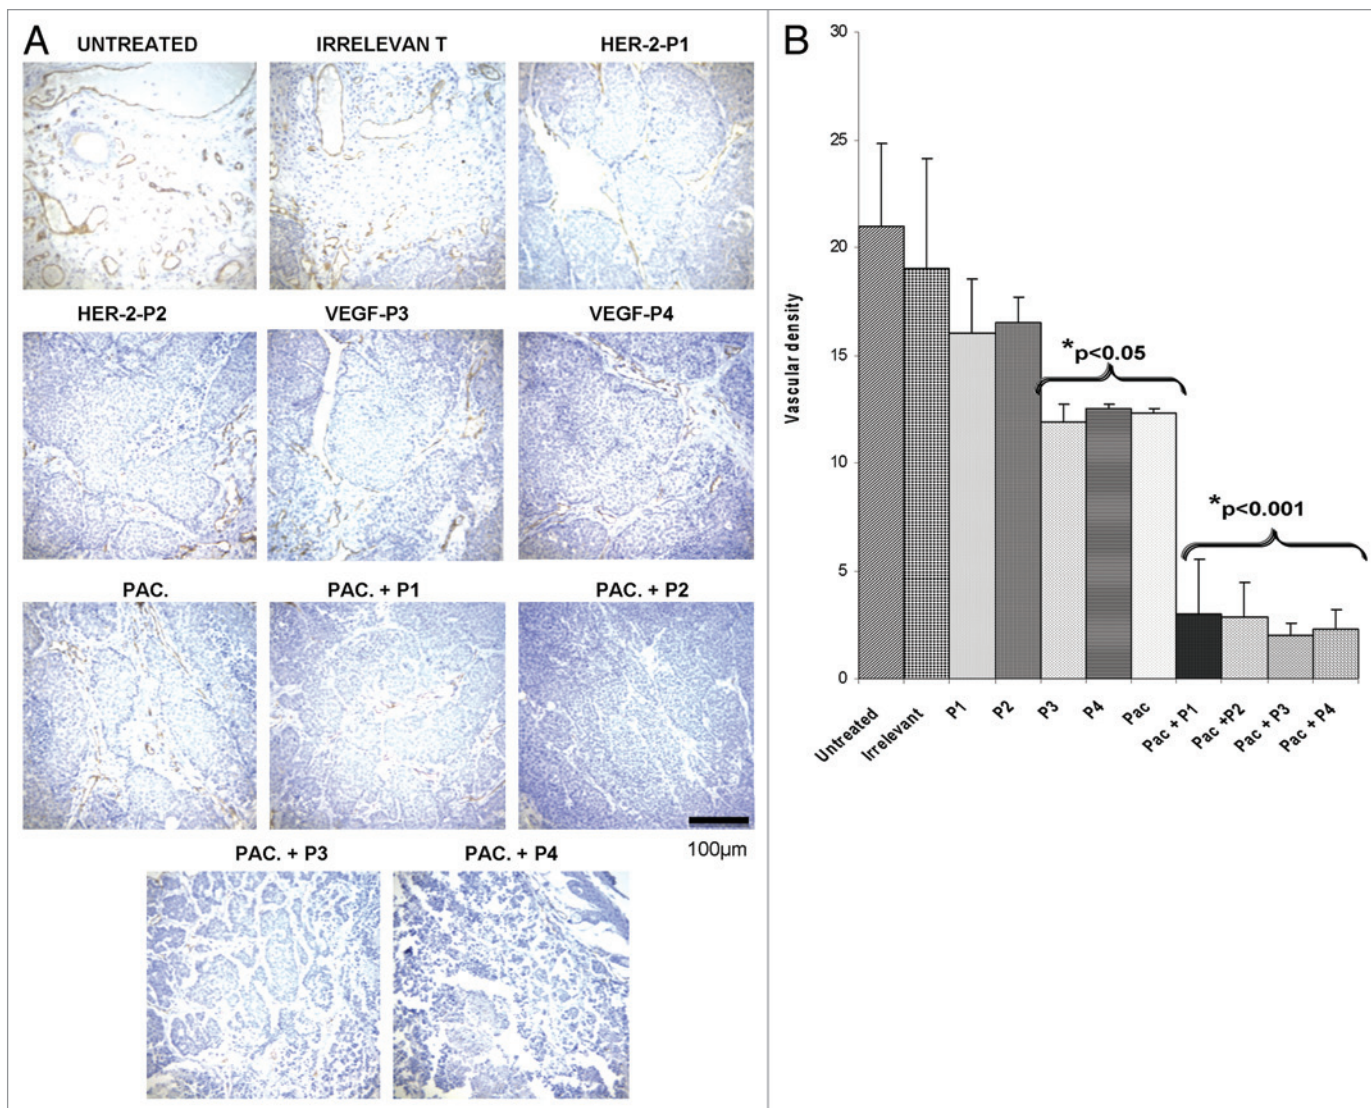 A
UNTREATED
IRRELEVAN T
HER-2-P1
HER-2-P2
VEGF-P3
VEGF-P4
PAC.
PAC. + P1
PAC. + P2
100µm
PAC. + P3
PAC. + P4
B
30
25
20
15
10
5
0
Vascular density
*p<0.05
*p<0.001
Untreated
Irrelevant
P1
P2
P3
P4
Pac
Pac + P1
Pac +P2
Pac + P3
Pac + P4